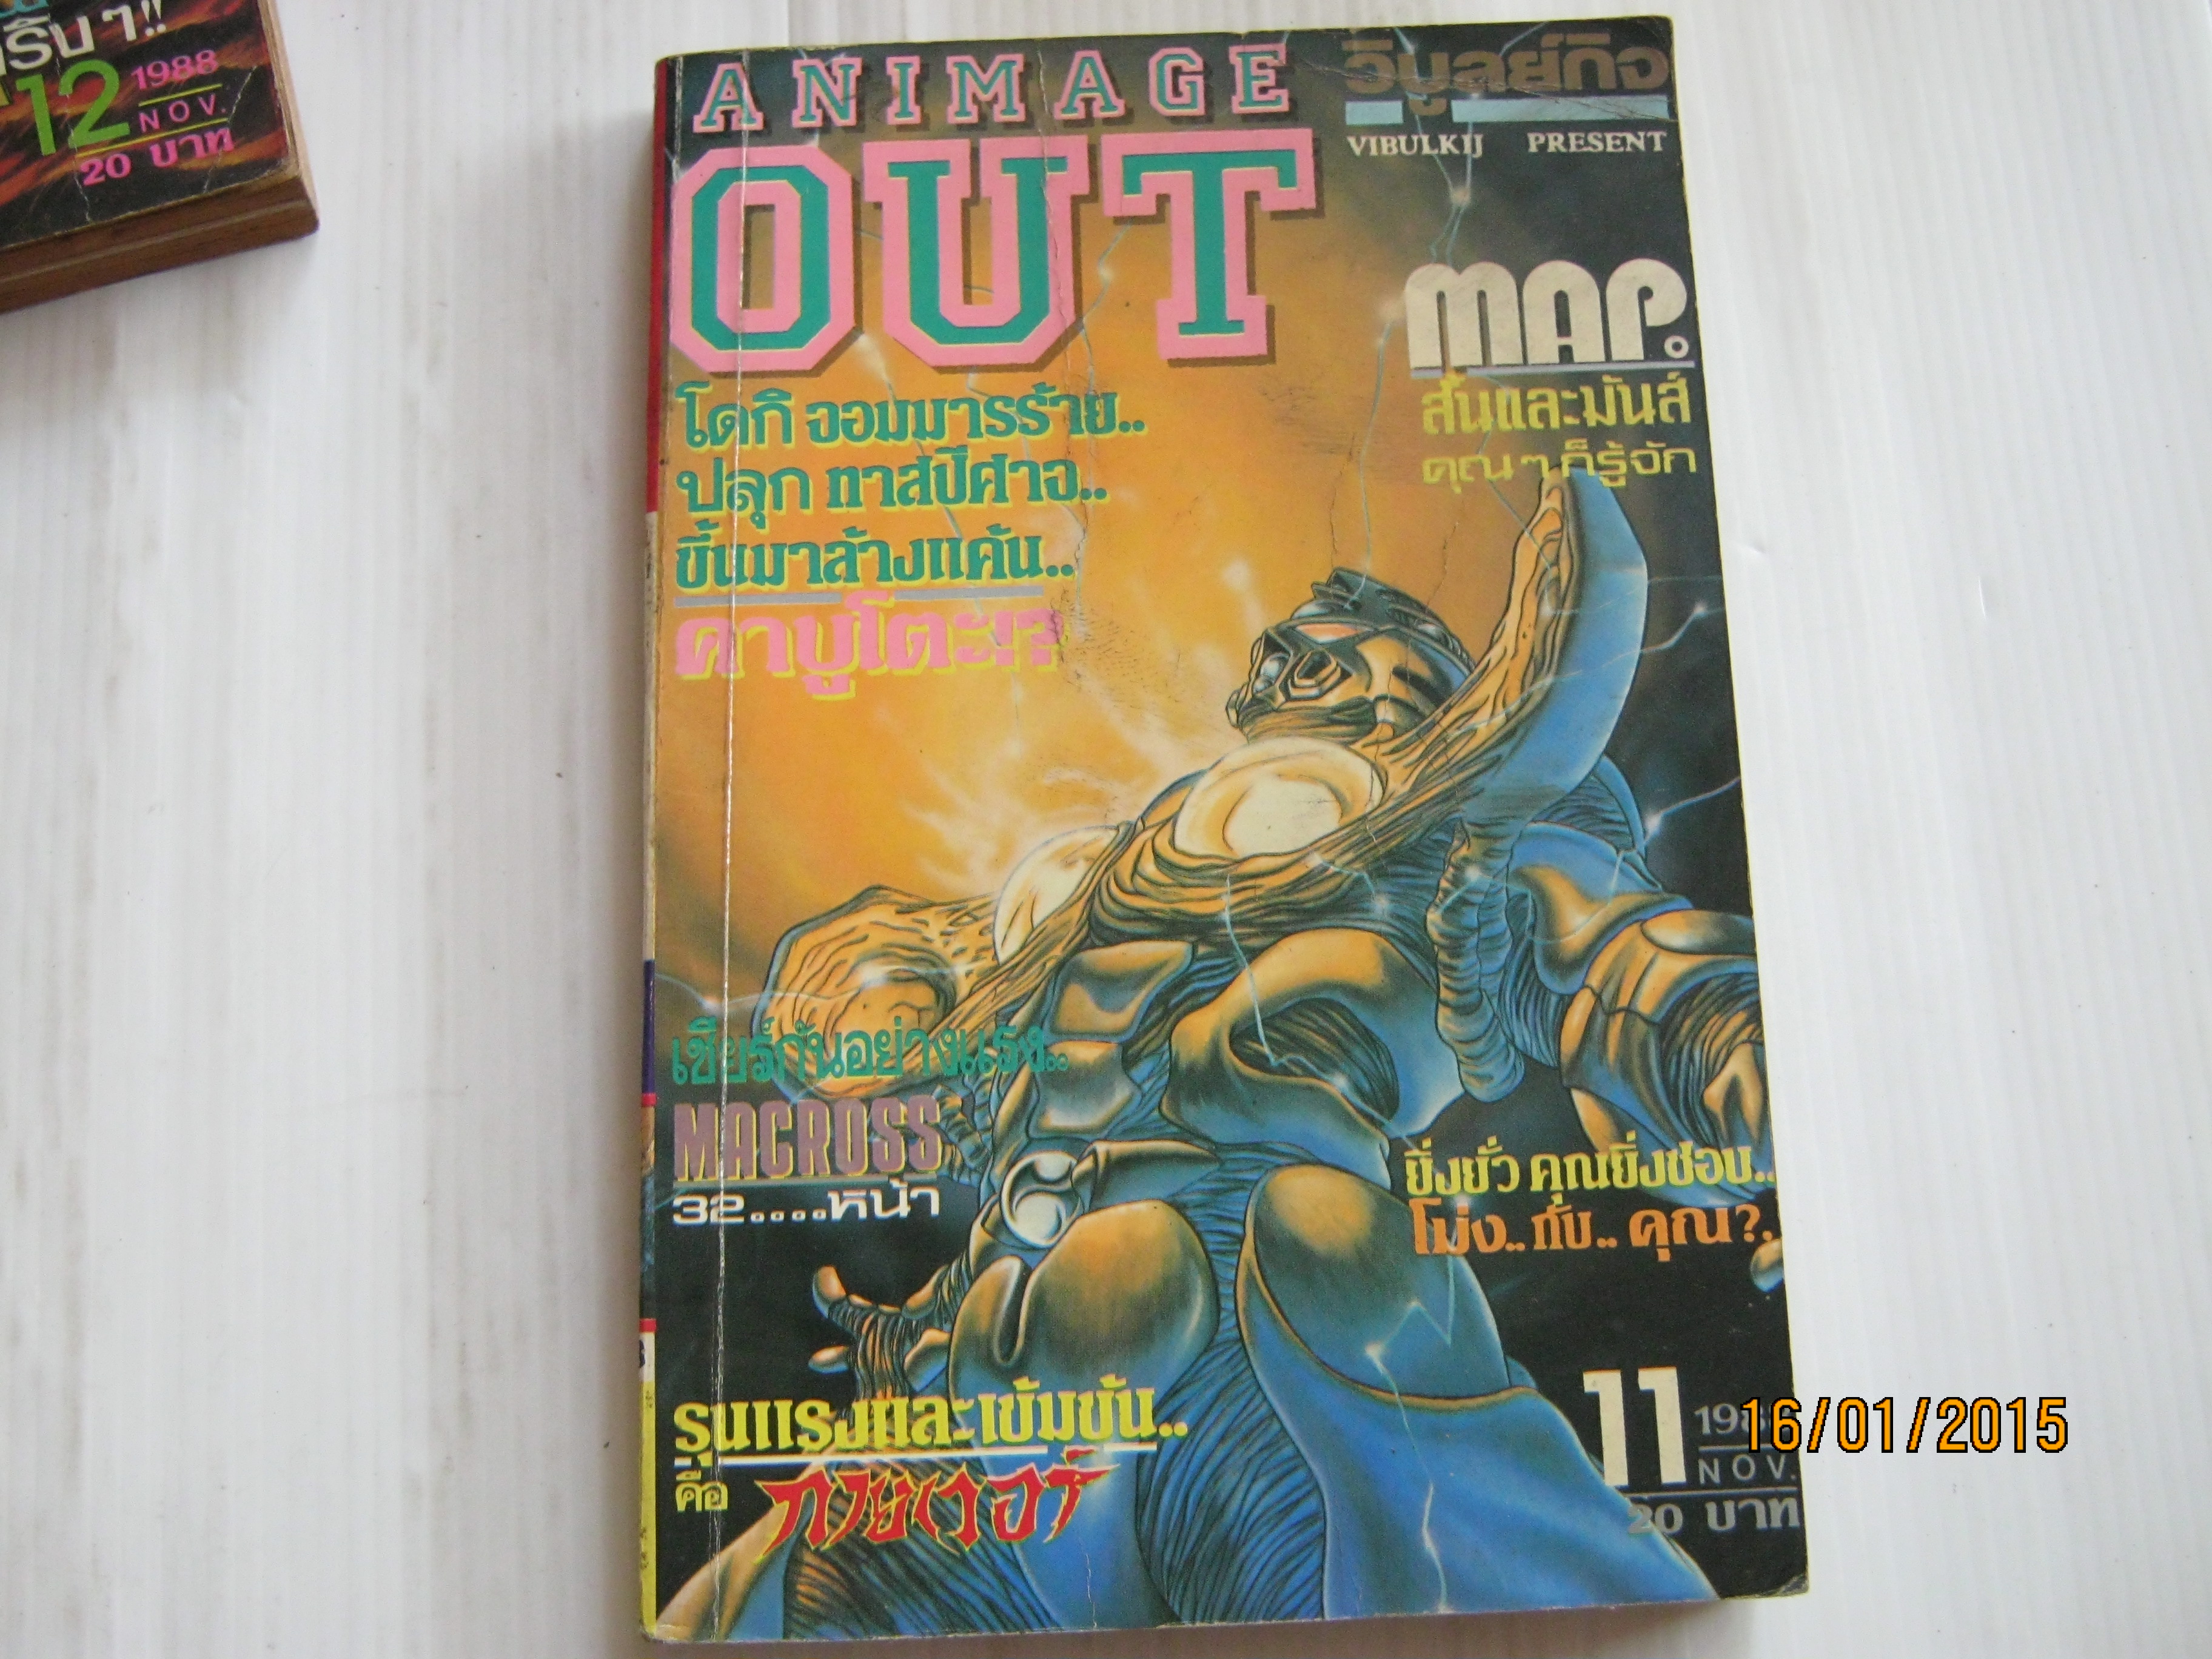 12
1988
NOV.
20 บาท
ANIMAGE
OUT
วิบูลย์กิจ
VIBULKIJ PRESENT
MAP.
สั้นและมันส์
คุณๆ ก็รู้จัก
โดกิ จอมมารร้าย..
ปลุก ทาสปีศาจ..
ขึ้นมาล้างแค้น..
คาบูโตะ!?
เชียร์กันอย่างแรง..
MACROSS
32....หน้า
ยิ่งยั่ว คุณยิ่งชอบ..
โม่ง.. กับ.. คุณ?.
รุนแรงและเข้มข้น..
คือ กายเวอร์
11
NOV.
20 บาท
16/01/2015